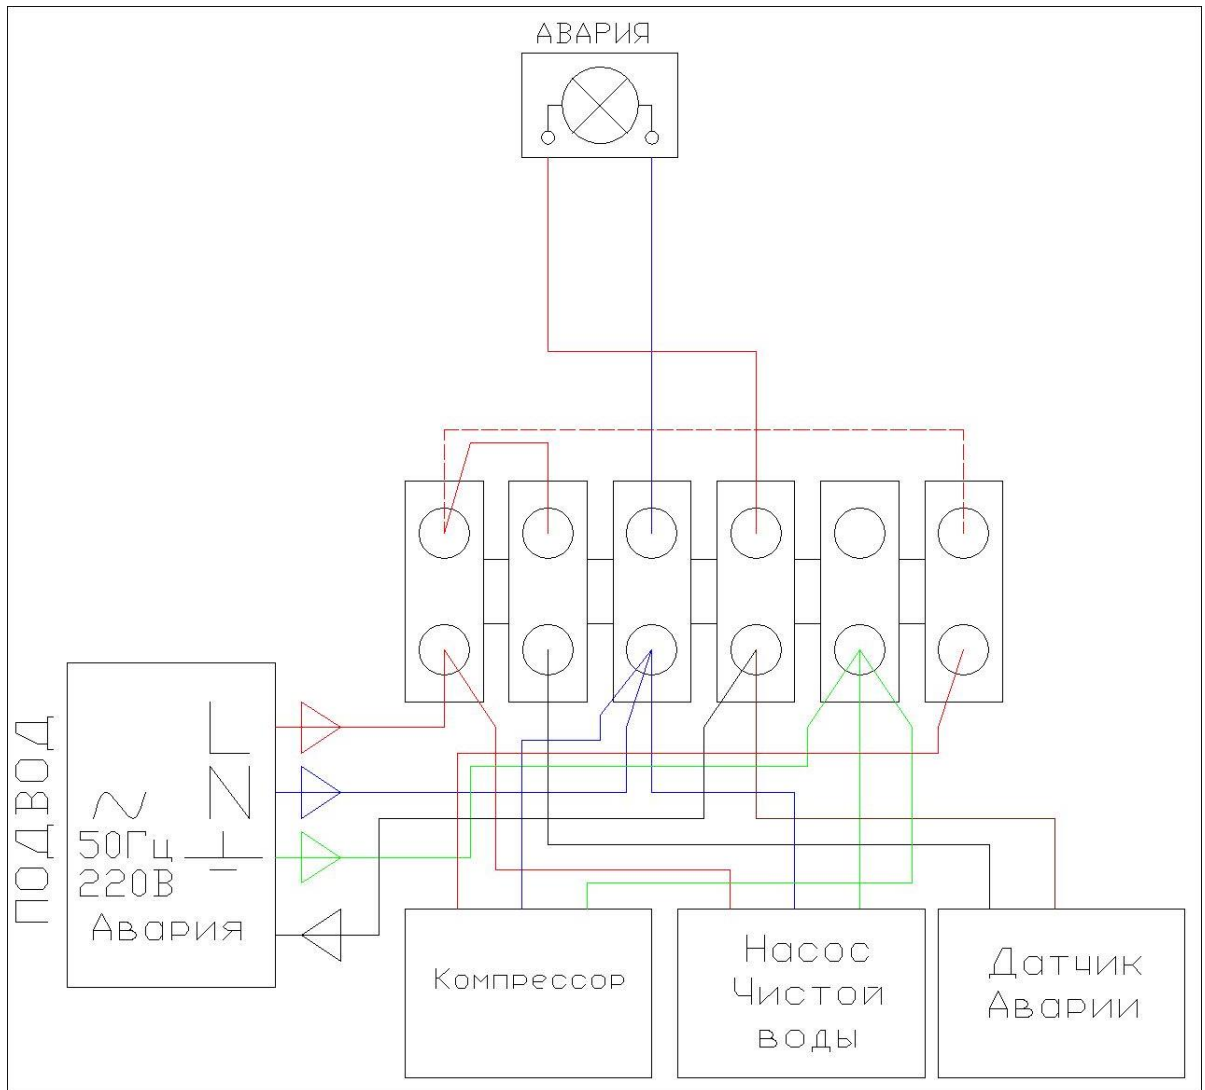 АВАРИЯ
ПОДВОД
L
N
50Гц
220В
Авария
Компрессор
Насос
Чистой
воды
Датчик
Аварии